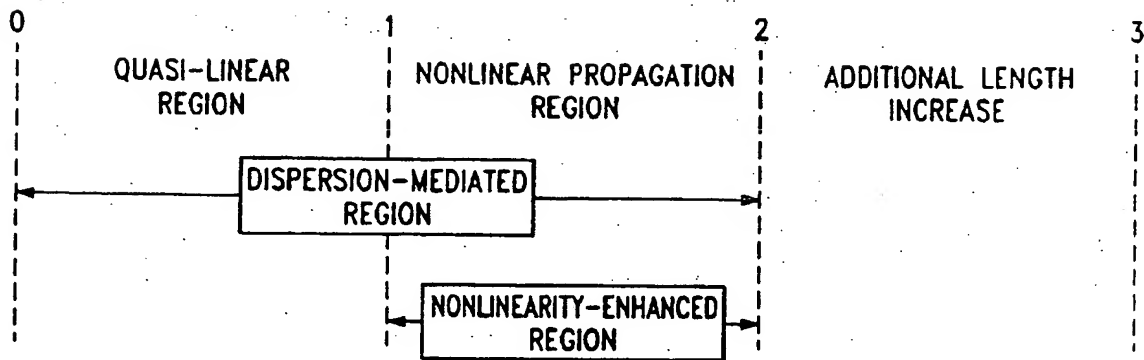 0 1 2 3
QUASI-LINEAR
REGION
NONLINEAR PROPAGATION
REGION
ADDITIONAL LENGTH
INCREASE
DISPERSION-MEDIATED
REGION
NONLINEARITY-ENHANCED
REGION